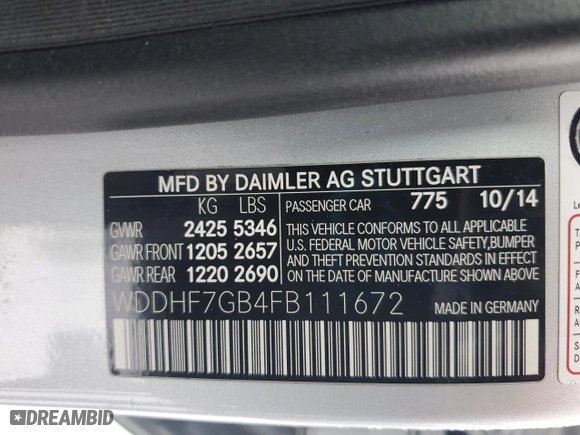 MFD BY DAIMLER AG STUTTGART
KG LBS
PASSENGER CAR 775 10/14
GVWR 2425 5346
GAWR FRONT 1205 2657
GAWR REAR 1220 2690
THIS VEHICLE CONFORMS TO ALL APPLICABLE
U.S. FEDERAL MOTOR VEHICLE SAFETY,BUMPER
AND THEFT PREVENTION STANDARDS IN EFFECT
ON THE DATE OF MANUFACTURE SHOWN ABOVE.
WDDHF7GB4FB111672
MADE IN GERMANY
DREAMBID